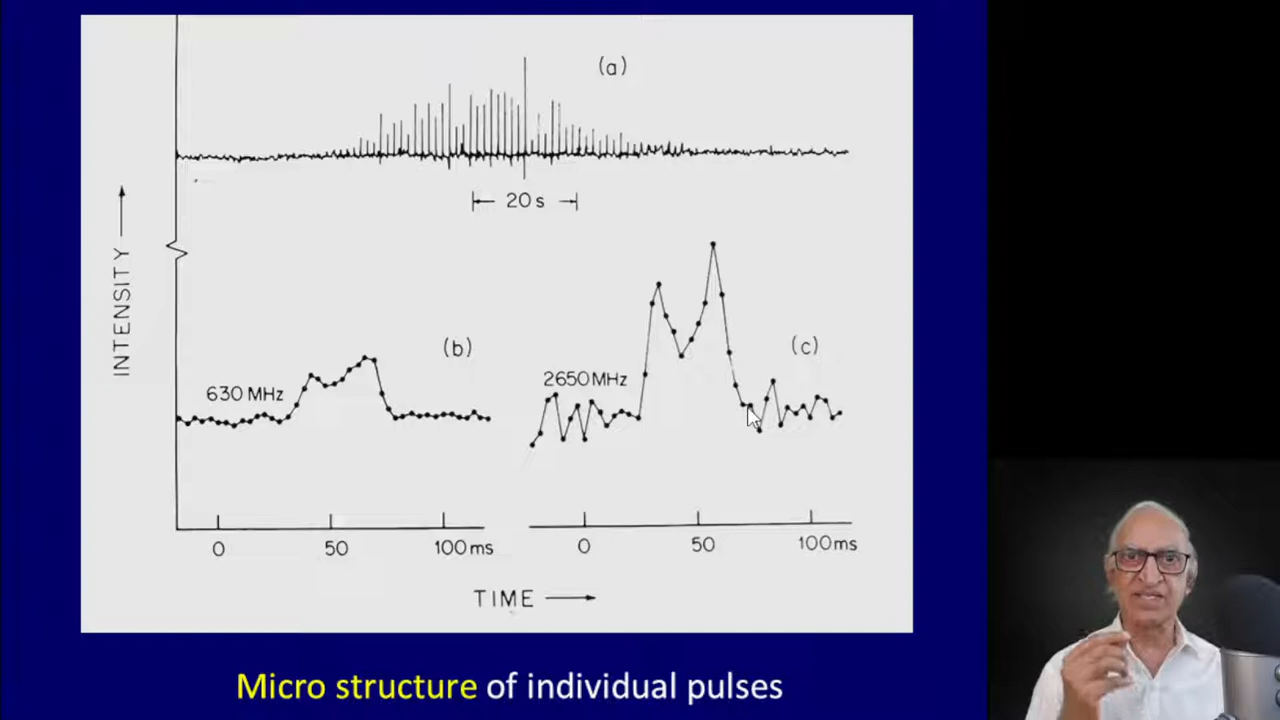 (a)
20 s
INTENSITY
(b)
(c)
630 MHz
2650 MHz
0 50 100 ms
0 50 100 ms
TIME
Micro structure of individual pulses